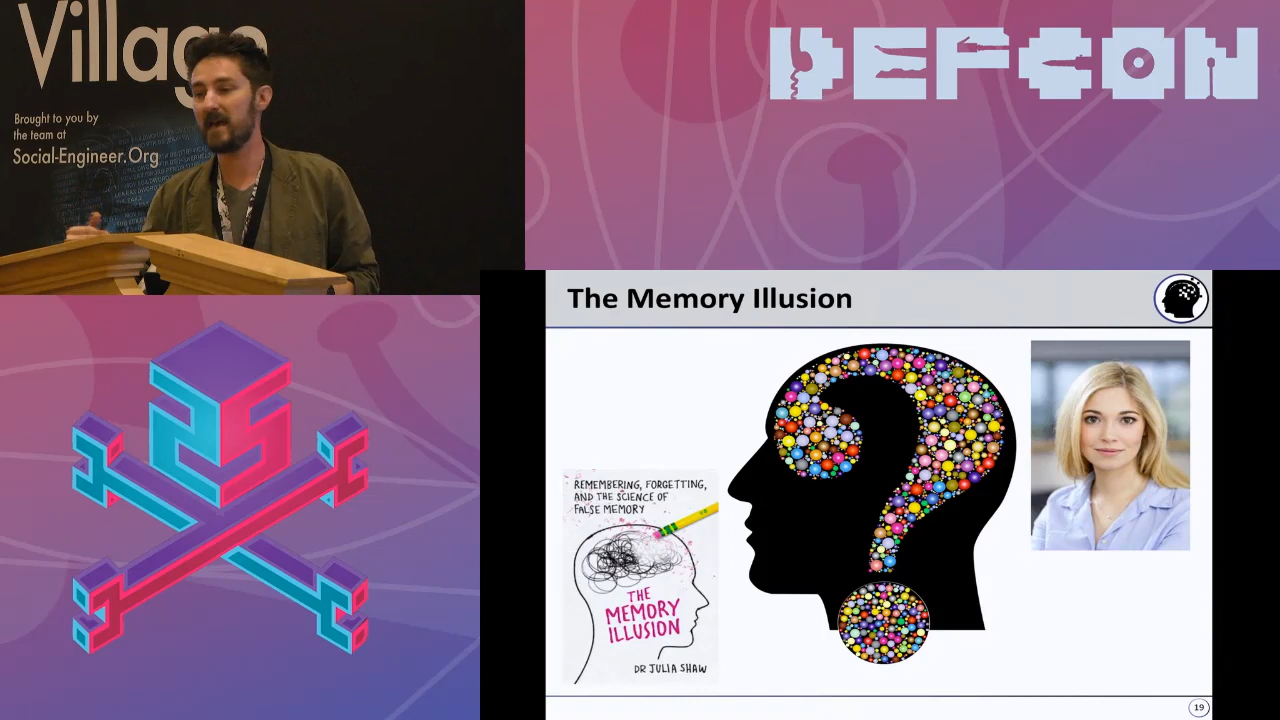 Village
Brought to you by
the team at
Social-Engineer.Org
DEFCON
The Memory Illusion
REMEMBERING, FORGETTING,
AND THE SCIENCE OF
FALSE MEMORY
THE
MEMORY
ILLUSION
DR JULIA SHAW
19